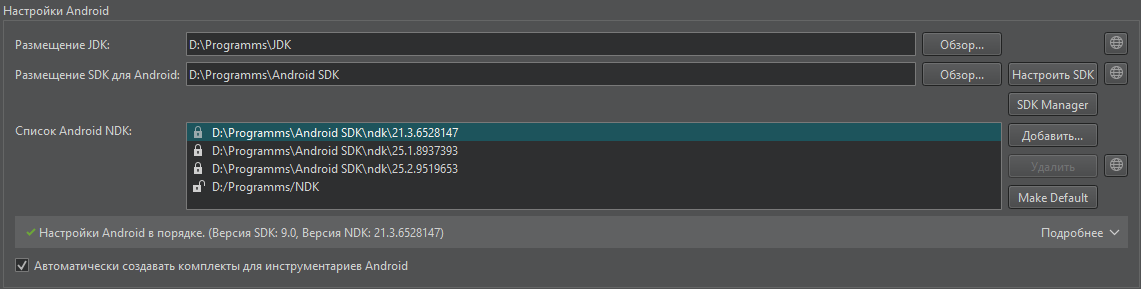 Настройки Android
Размещение JDK: D:\Programms\JDK Обзор...
Размещение SDK для Android: D:\Programms\Android SDK Обзор... Настроить SDK
SDK Manager
Список Android NDK: D:\Programms\Android SDK\ndk\21.3.6528147 Добавить...
D:\Programms\Android SDK\ndk\25.1.8937393
D:\Programms\Android SDK\ndk\25.2.9519653 Удалить
D:/Programms/NDK Make Default
Настройки Android в порядке. (Версия SDK: 9.0, Версия NDK: 21.3.6528147) Подробнее
Автоматически создавать комплекты для инструментариев Android